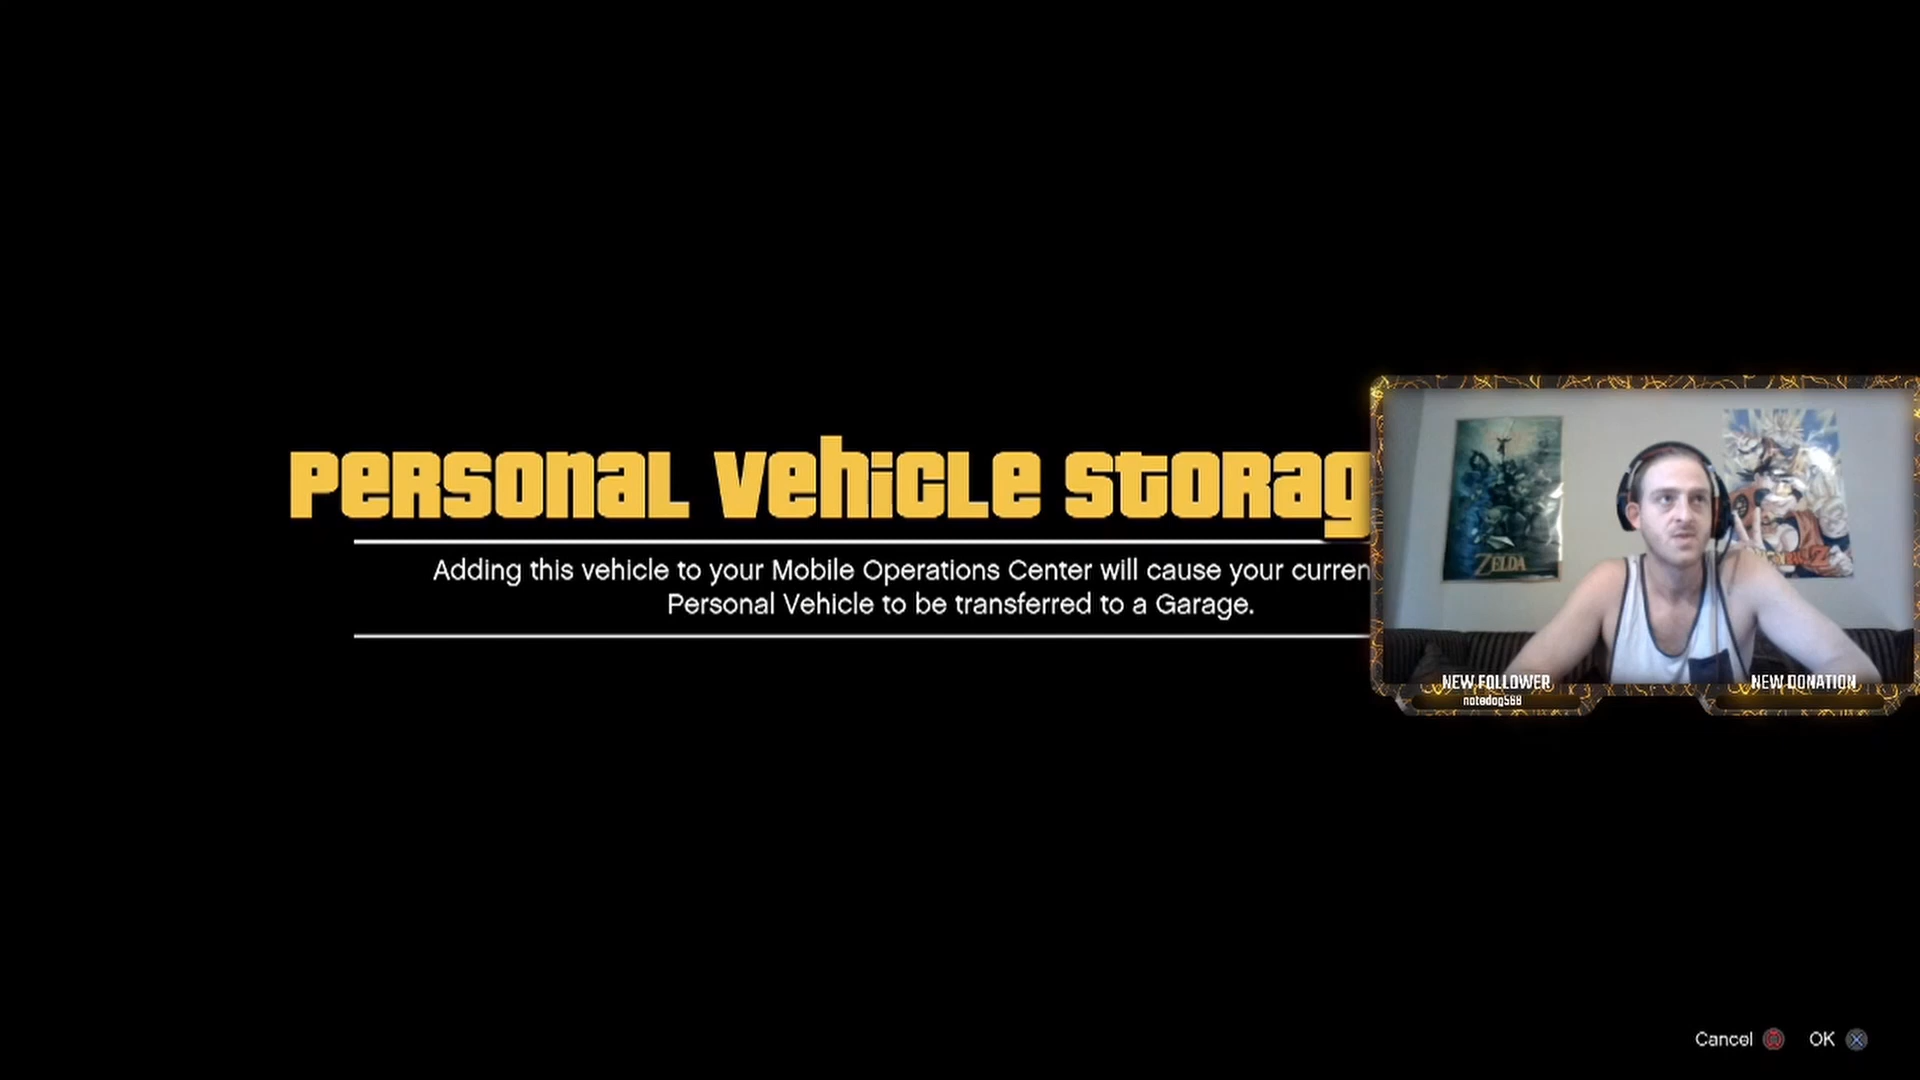 Personal Vehicle Storag
Adding this vehicle to your Mobile Operations Center will cause your curren
Personal Vehicle to be transferred to a Garage.
ZELDA
NEW FOLLOWER
NEW DONATION
Cancel
OK